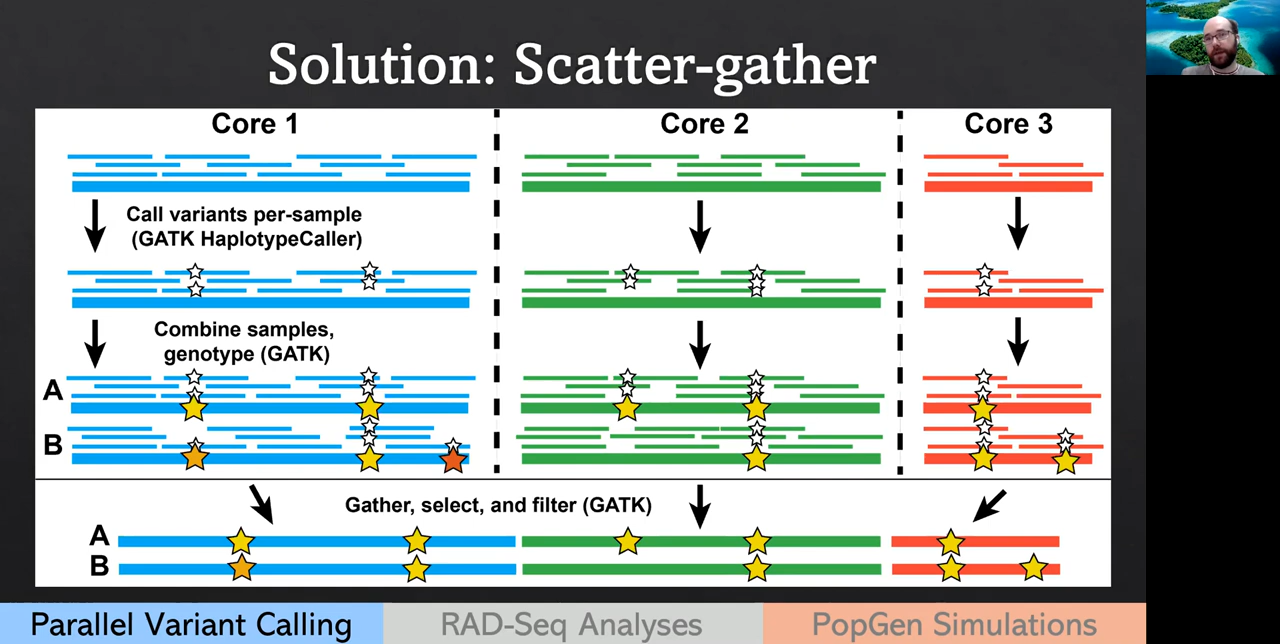 Solution: Scatter-gather
Core 1
Core 2
Core 3
Call variants per-sample
(GATK HaplotypeCaller)
Combine samples,
genotype (GATK)
A
B
Gather, select, and filter (GATK)
A
B
Parallel Variant Calling
RAD-Seq Analyses
PopGen Simulations